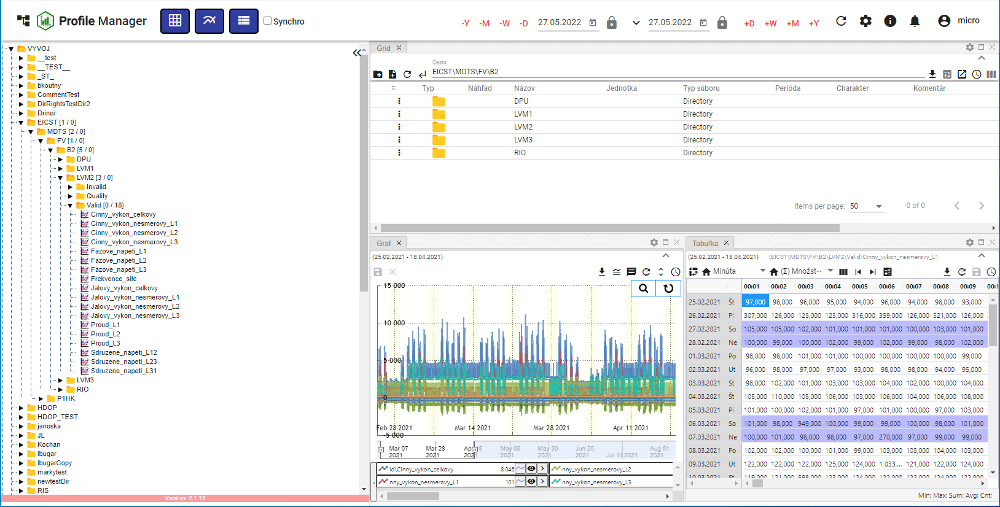 Profile Manager
Synchro
-Y -M -W -D 27.05.2022 27.05.2022 +D +W +M +Y
micro
VYVOJ
__test
__TEST__
_ST_
bkoutny
CommentTest
DirRightsTestDir2
Drinci
EICST [1 / 0]
MDTS [2 / 0]
FV [1 / 0]
B2 [5 / 0]
DPU
LVM1
LVM2 [3 / 0]
Invalid
Quality
Valid [0 / 18]
Cinny_vykon_celkovy
Cinny_vykon_nesmerovy_L1
Cinny_vykon_nesmerovy_L2
Cinny_vykon_nesmerovy_L3
Fazove_napeti_L1
Fazove_napeti_L2
Fazove_napeti_L3
Frekvence_site
Jalovy_vykon_celkovy
Jalovy_vykon_nesmerovy_L1
Jalovy_vykon_nesmerovy_L2
Jalovy_vykon_nesmerovy_L3
Proud_L1
Proud_L2
Proud_L3
Sdruzene_napeti_L12
Sdruzene_napeti_L23
Sdruzene_napeti_L31
LVM3
RIO
P1HK
HDOP
HDOP_TEST
janoska
JL
Kochan
lbugar
lbugarCopy
markytest
newtestDir
RIS
Version: 2.1.12
Grid
Cesta
EICST\MDTS\FV\B2
Typ Náhľad Názov Jednotka Typ súboru Perióda Charakter Komentár
DPU Directory
LVM1 Directory
LVM2 Directory
LVM3 Directory
RIO Directory
Items per page: 50 0 of 0
Graf
(25.02.2021 - 18.04.2021)
15 000
10 000
5 000
0
Feb 28 2021 Mar 14 2021 Mar 28 2021 Apr 11 2021
-5 000
Mar 07 2021 Mar 28 2021 May 09 2021 May 30 2021 Jun 20 2021 Jul 11 2021 Aug 01 2021
id\Cinny_vykon_celkovy 8 046 nny_vykon_nesmerovy_L2
nny_vykon_nesmerovy_L1 101 nny_vykon_nesmerovy_L3
Tabuľka
(25.02.2021 - 18.04.2021) \EICST\MDTS\FV\B2\LVM2\Valid\Cinny_vykon_nesmerovy_L1
Minúta (Σ) Množst···
00:01 00:02 00:03 00:04 00:05 00:06 00:07 00:08 00:09 00:1
25.02.2021 Št 97,000 98,000 96,000 95,000 94,000 96,000 94,000 98,000 93,000
26.02.2021 Pi 307,000 126,000 125,000 125,000 316,000 359,000 126,000 521,000 126,000
27.02.2021 So 105,000 105,000 102,000 101,000 101,000 101,000 100,000 103,000 101,000
28.02.2021 Ne 100,000 99,000 100,000 102,000 99,000 102,000 99,000 98,000 102,000
01.03.2021 Po 98,000 98,000 101,000 101,000 100,000 100,000 100,000 100,000 99,000
02.03.2021 Ut 96,000 98,000 97,000 97,000 93,000 98,000 98,000 94,000 95,000
03.03.2021 St 98,000 102,000 101,000 103,000 103,000 104,000 102,000 100,000 104,000
04.03.2021 Št 105,000 110,000 105,000 106,000 103,000 106,000 104,000 106,000 108,000
05.03.2021 Pi 101,000 100,000 102,000 101,000 97,000 101,000 100,000 97,000 103,000
06.03.2021 So 101,000 98,000 949,000 100,000 99,000 99,000 100,000 98,000 101,000
07.03.2021 Ne 100,000 101,000 98,000 98,000 97,000 270,000 97,000 99,000 99,000
08.03.2021 Po 102,000 102,000 100,000 101,000 99,000 103,000 103,000 104,000 103,000
09.03.2021 Ut 122,000 122,000 122,000 125,000 124,000 1 033,... 121,000 122,000 124,000
10.03.2021 St 119,000 121,000 598,000 123,000 124,000 122,000 122,000 124,000 122,000
Min: Max: Sum: Avg: Cnt: